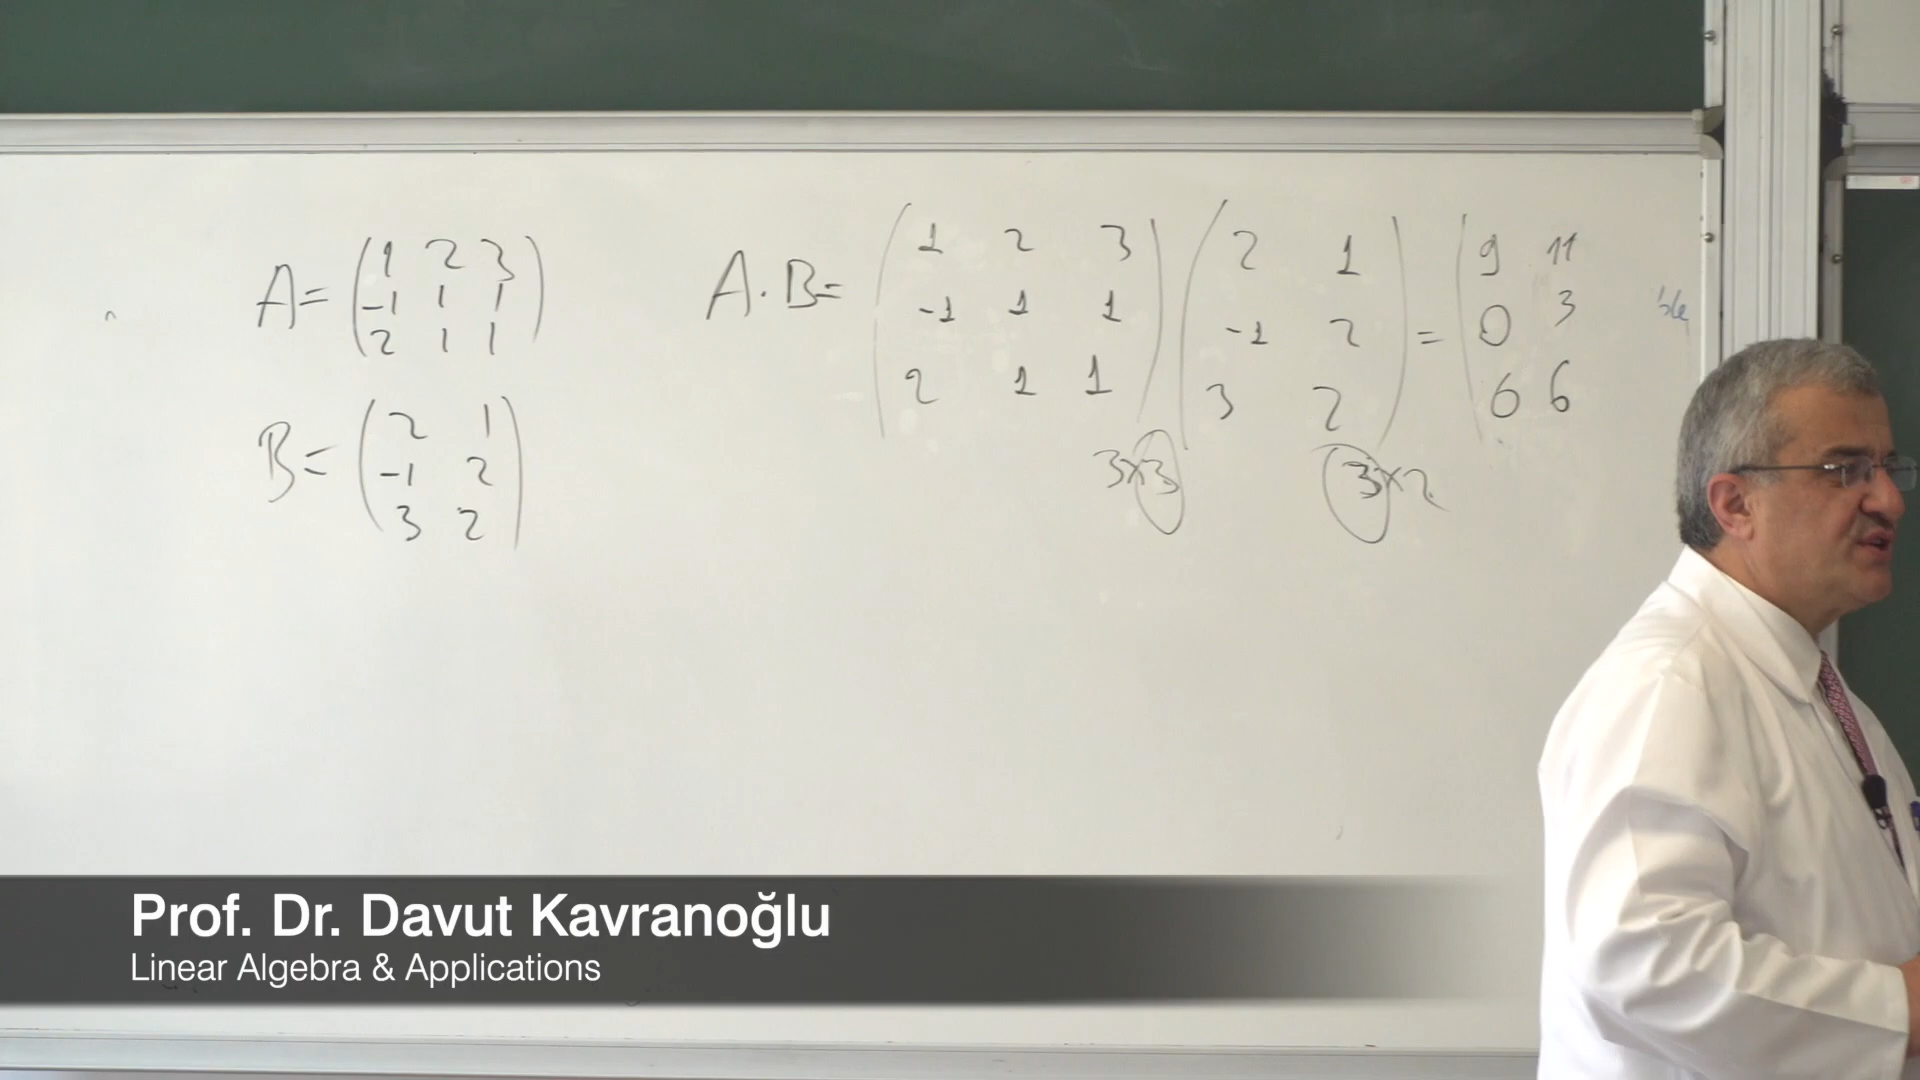 A= (1 2 3
-1 1 1
2 1 1)
B= (2 1
-1 2
3 2)
A.B= (1 2 3
-1 1 1
2 1 1) (2 1
-1 2
3 2) = (9 11
0 3
6 6
3x3 3x2
Prof. Dr. Davut Kavranoğlu
Linear Algebra & Applications